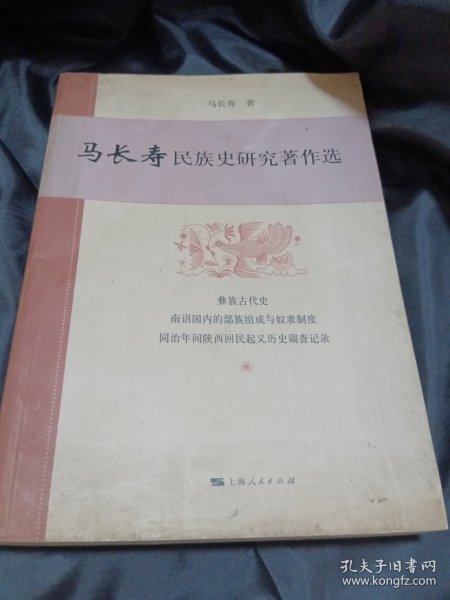 马长寿 著
马长寿民族史研究著作选
彝族古代史
南诏国内的部族组成与奴隶制度
同治年间陕西回民起义历史调查记录
上海人民出版社
孔夫子旧书网
www.kongfz.com